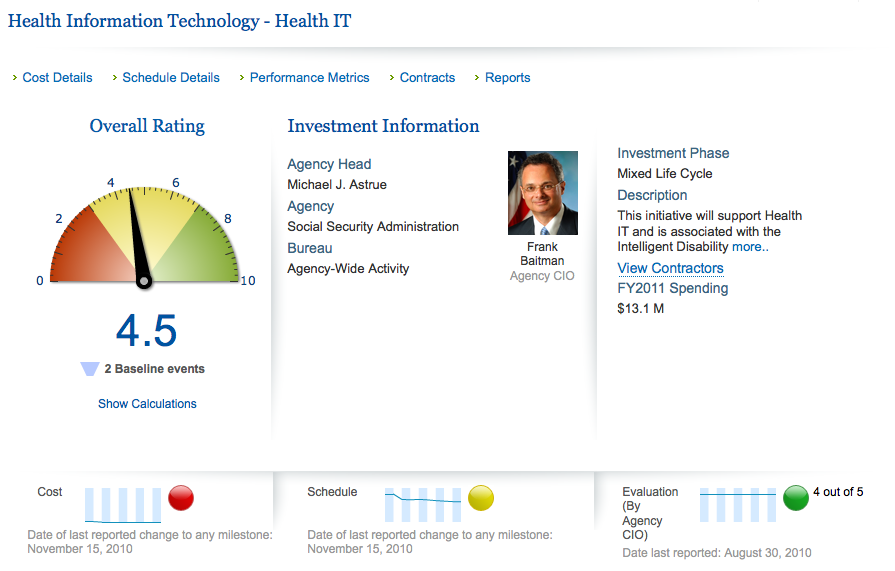 Health Information Technology - Health IT
Cost Details
Schedule Details
Performance Metrics
Contracts
Reports
Overall Rating
0
2
4
6
8
10
4.5
2 Baseline events
Show Calculations
Investment Information
Agency Head
Michael J. Astrue
Agency
Social Security Administration
Bureau
Agency-Wide Activity
Frank
Baitman
Agency CIO
Investment Phase
Mixed Life Cycle
Description
This initiative will support Health
IT and is associated with the
Intelligent Disability more..
View Contractors
FY2011 Spending
$13.1 M
Cost
Date of last reported change to any milestone:
November 15, 2010
Schedule
Date of last reported change to any milestone:
November 15, 2010
Evaluation
(By
Agency
CIO)
4 out of 5
Date last reported: August 30, 2010